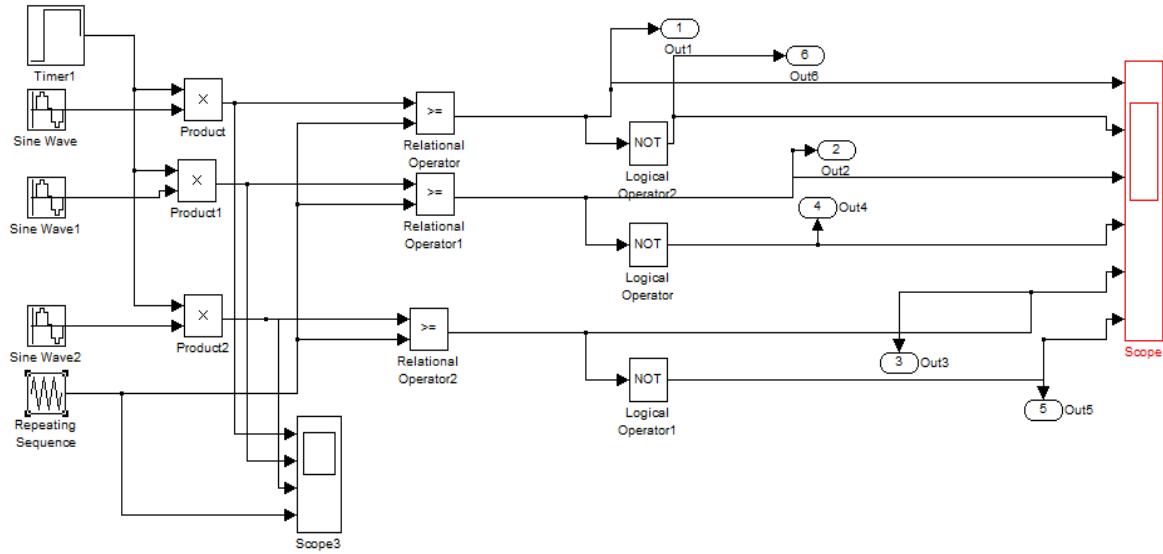 1
Out1
6
Out6
Timer1
×
Product
Sine Wave
>=
Relational
Operator
NOT
Logical
Operator2
2
Out2
×
Product1
Sine Wave1
>=
Relational
Operator1
4
Out4
NOT
Logical
Operator
×
Product2
Sine Wave2
>=
Relational
Operator2
3
Out3
Scope
NOT
Logical
Operator1
5
Out5
Repeating
Sequence
Scope3